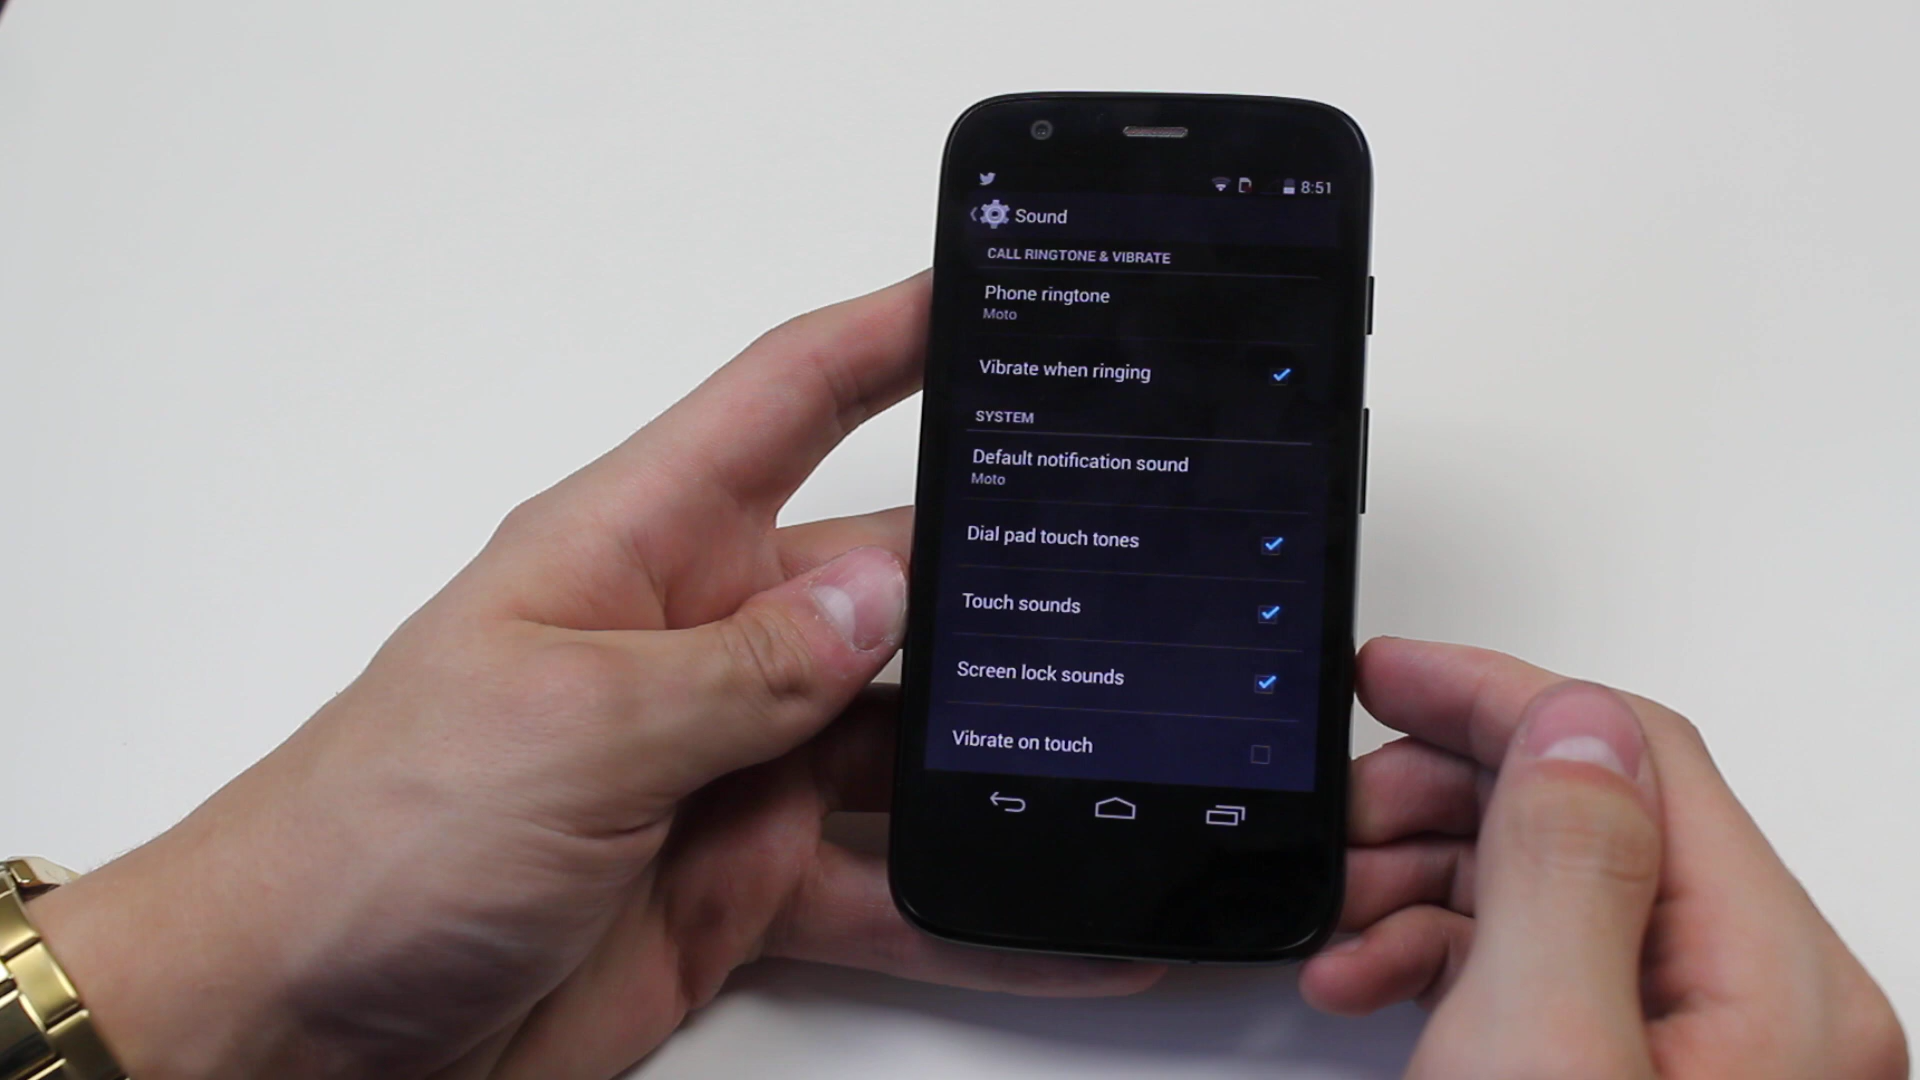 8:51
Sound
CALL RINGTONE & VIBRATE
Phone ringtone
Moto
Vibrate when ringing
SYSTEM
Default notification sound
Moto
Dial pad touch tones
Touch sounds
Screen lock sounds
Vibrate on touch